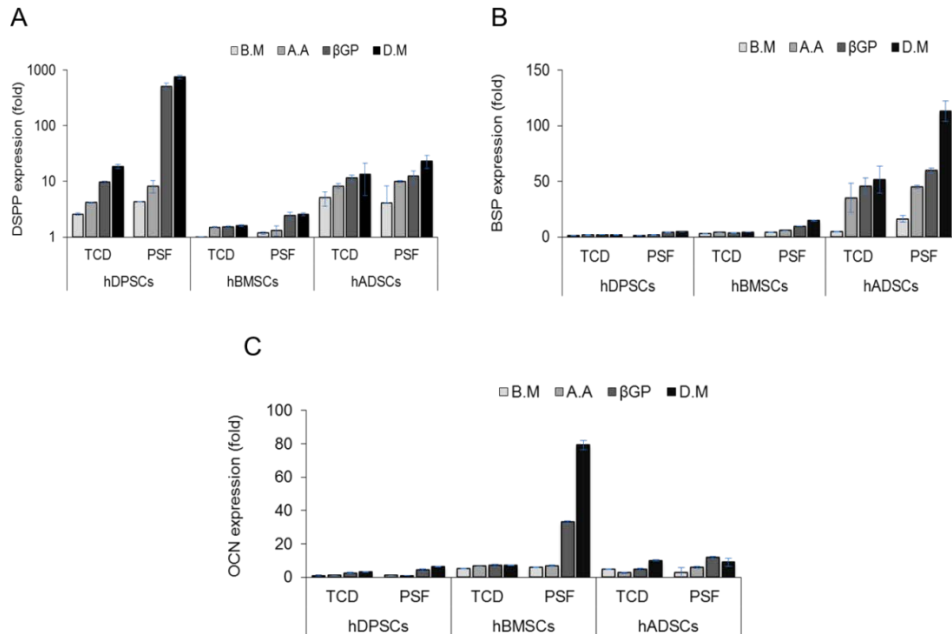 A
B.M A.A βGP D.M
DSPP expression (fold)
1000
100
10
1
TCD PSF TCD PSF TCD PSF
hDPSCs hBMSCs hADSCs
B
B.M A.A βGP D.M
BSP expression (fold)
150
100
50
0
TCD PSF TCD PSF TCD PSF
hDPSCs hBMSCs hADSCs
C
B.M A.A βGP D.M
OCN expression (fold)
100
80
60
40
20
0
TCD PSF TCD PSF TCD PSF
hDPSCs hBMSCs hADSCs